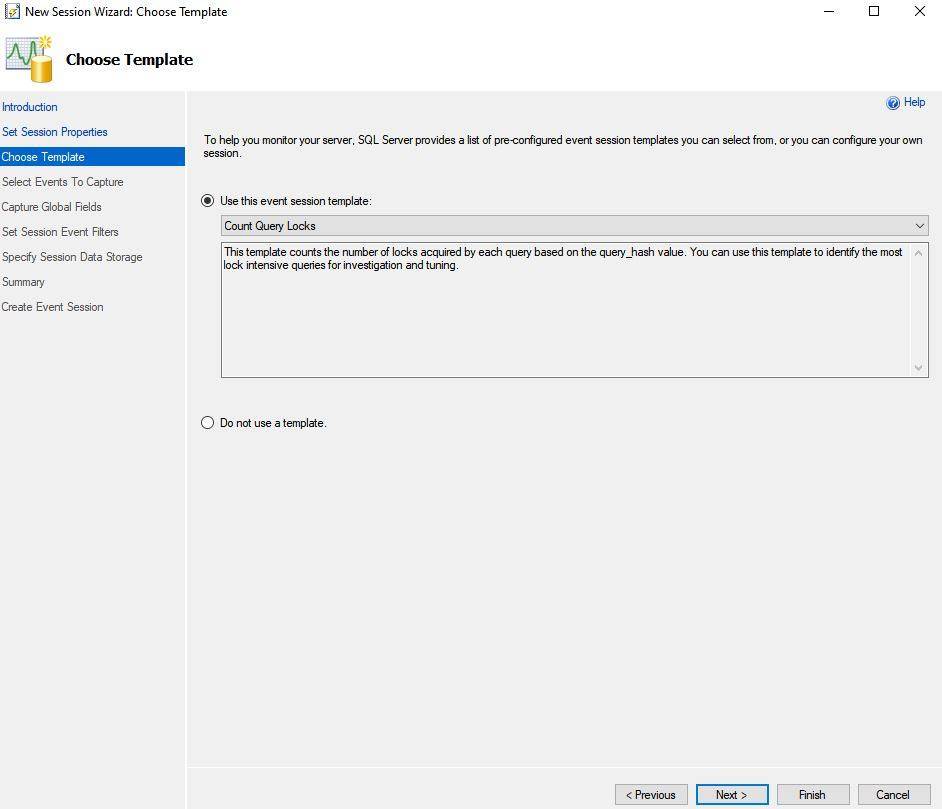 New Session Wizard: Choose Template
Choose Template
Introduction
Set Session Properties
Choose Template
Select Events To Capture
Capture Global Fields
Set Session Event Filters
Specify Session Data Storage
Summary
Create Event Session
Help
To help you monitor your server, SQL Server provides a list of pre-configured event session templates you can select from, or you can configure your own
session.
Use this event session template:
Count Query Locks
This template counts the number of locks acquired by each query based on the query_hash value. You can use this template to identify the most
lock intensive queries for investigation and tuning.
Do not use a template.
< Previous
Next >
Finish
Cancel